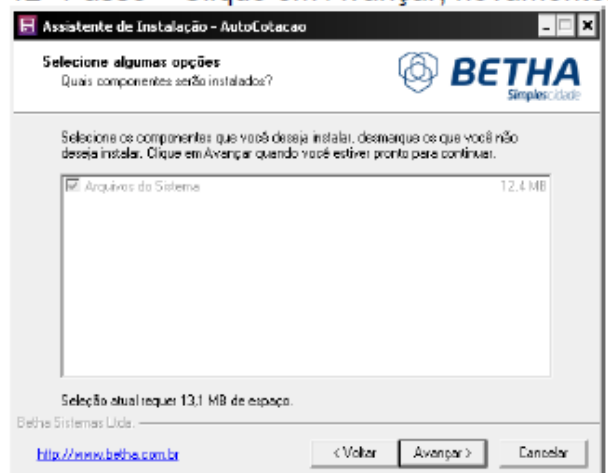 Assistente de Instalação - AutoCotacao
Selecione algumas opções
Quais componentes serão instalados?
BETHA
Simplescidade
Selecione os componentes que você deseja instalar, desmarque os que você não
deseja instalar. Clique em Avançar quando você estiver pronto para continuar.
Arquivos do Sistema 12,4 MB
Seleção atual requer 13,1 MB de espaço.
Betha Sistemas Ltda.
http://www.betha.com.br < Voltar Avançar > Cancelar